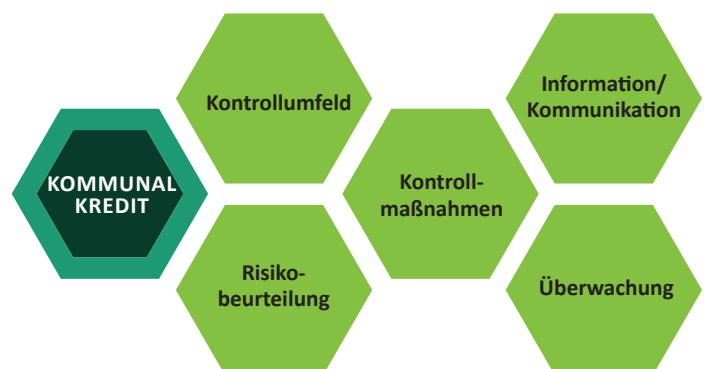 KOMMUNAL
KREDIT
Kontrollumfeld
Risiko-
beurteilung
Kontroll-
maßnahmen
Information/
Kommunikation
Überwachung